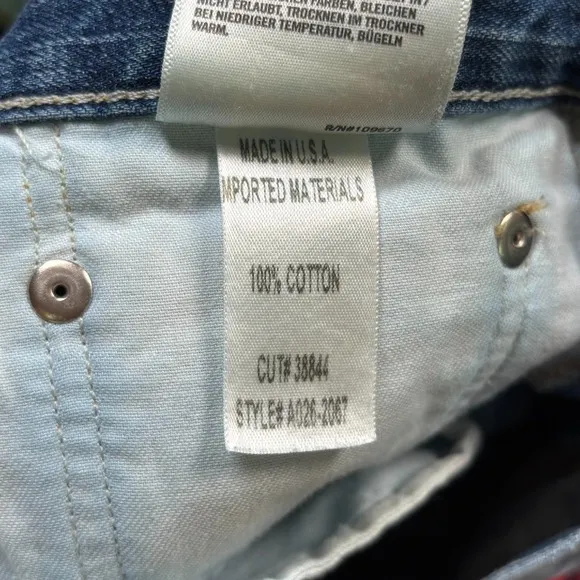 NICHT ERLAUBT, TROCKNEN IM TROCKNER
BEI NIEDRIGER TEMPERATUR, BÜGELN
WARM.
R/N#109670
MADE IN U.S.A.
IMPORTED MATERIALS
100% COTTON
CUT# 38844
STYLE# A026-2067